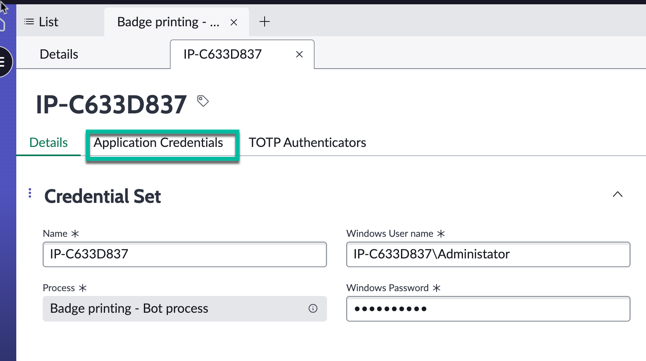 List
Badge printing - ...
Details
IP-C633D837
IP-C633D837
Details
Application Credentials
TOTP Authenticators
Credential Set
Name *
Windows User name *
IP-C633D837
IP-C633D837\Administator
Process *
Windows Password *
Badge printing - Bot process